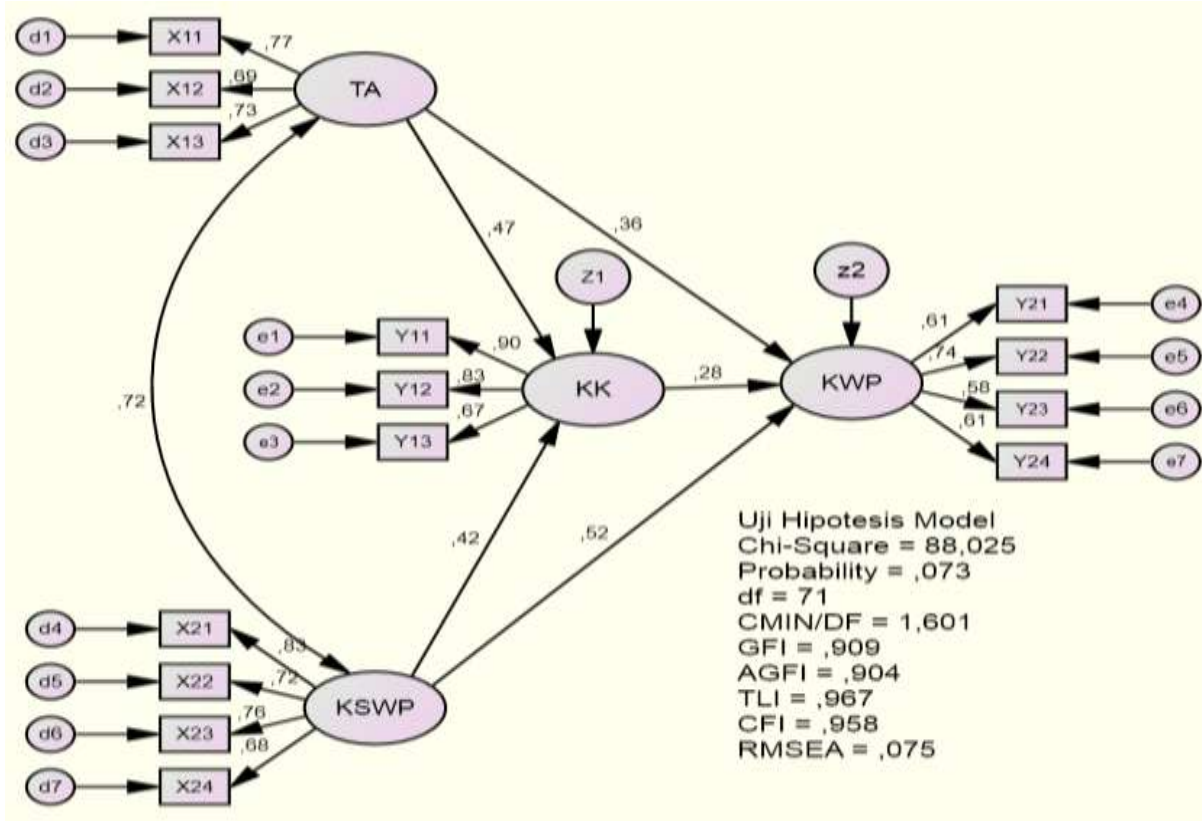 d1
X11
,77
d2
X12
,69
TA
d3
X13
,73
,72
,47
,36
Z1
z2
e1
Y11
,90
e2
Y12
,83
KK
,28
KWP
e3
Y13
,67
,61
Y21
e4
,74
Y22
e5
,58
Y23
e6
,61
Y24
e7
,42
,52
Uji Hipotesis Model
Chi-Square = 88,025
Probability = ,073
df = 71
CMIN/DF = 1,601
GFI = ,909
AGFI = ,904
TLI = ,967
CFI = ,958
RMSEA = ,075
d4
X21
,83
d5
X22
,72
KSWP
d6
X23
,76
d7
X24
,68